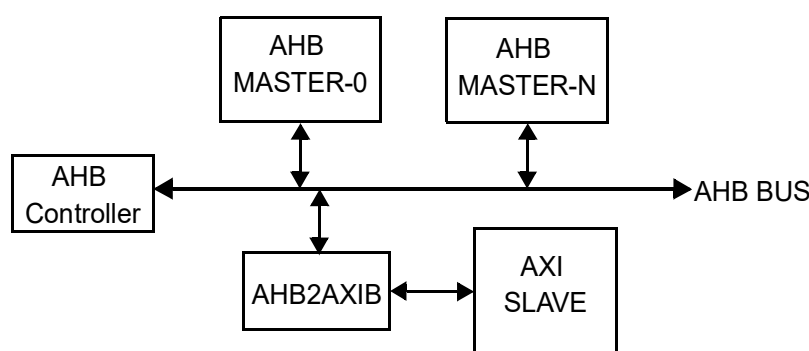 AHB
MASTER-0
AHB
MASTER-N
AHB
Controller
AHB BUS
AHB2AXIB
AXI
SLAVE